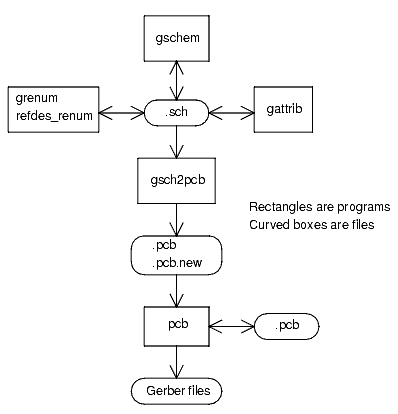 gschem
grenum
refdes_renum
.sch
gattrib
gsch2pcb
Rectangles are programs
Curved boxes are files
.pcb
.pcb.new
pcb
.pcb
Gerber files